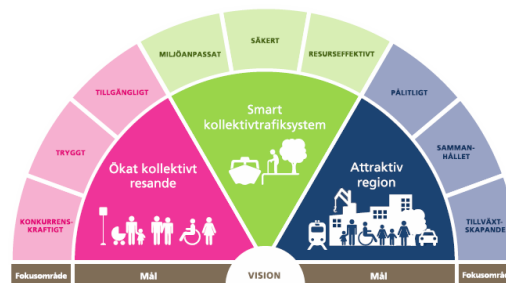 SÄKERT
MILJÖANPASSAT
RESURSEFFEKTIVT
TILLGÄNGLIGT
PÅLITLIGT
Smart
kollektivtrafiksystem
TRYGGT
SAMMAN-
HÅLLET
Ökat kollektivt
resande
Attraktiv
region
KONKURRENS-
KRAFTIGT
TILLVÄXT-
SKAPANDE
Fokusområde
Mål
VISION
Mål
Fokusområde